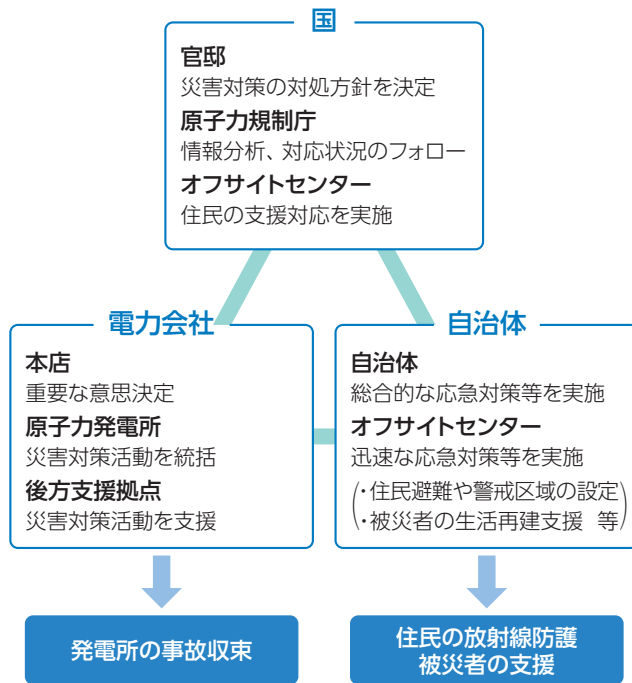 国
官邸
災害対策の対処方針を決定
原子力規制庁
情報分析、対応状況のフォロー
オフサイトセンター
住民の支援対応を実施
電力会社
本店
重要な意思決定
原子力発電所
災害対策活動を統括
後方支援拠点
災害対策活動を支援
自治体
自治体
総合的な応急対策等を実施
オフサイトセンター
迅速な応急対策等を実施
(・住民避難や警戒区域の設定
・被災者の生活再建支援 等)
発電所の事故収束
住民の放射線防護
被災者の支援